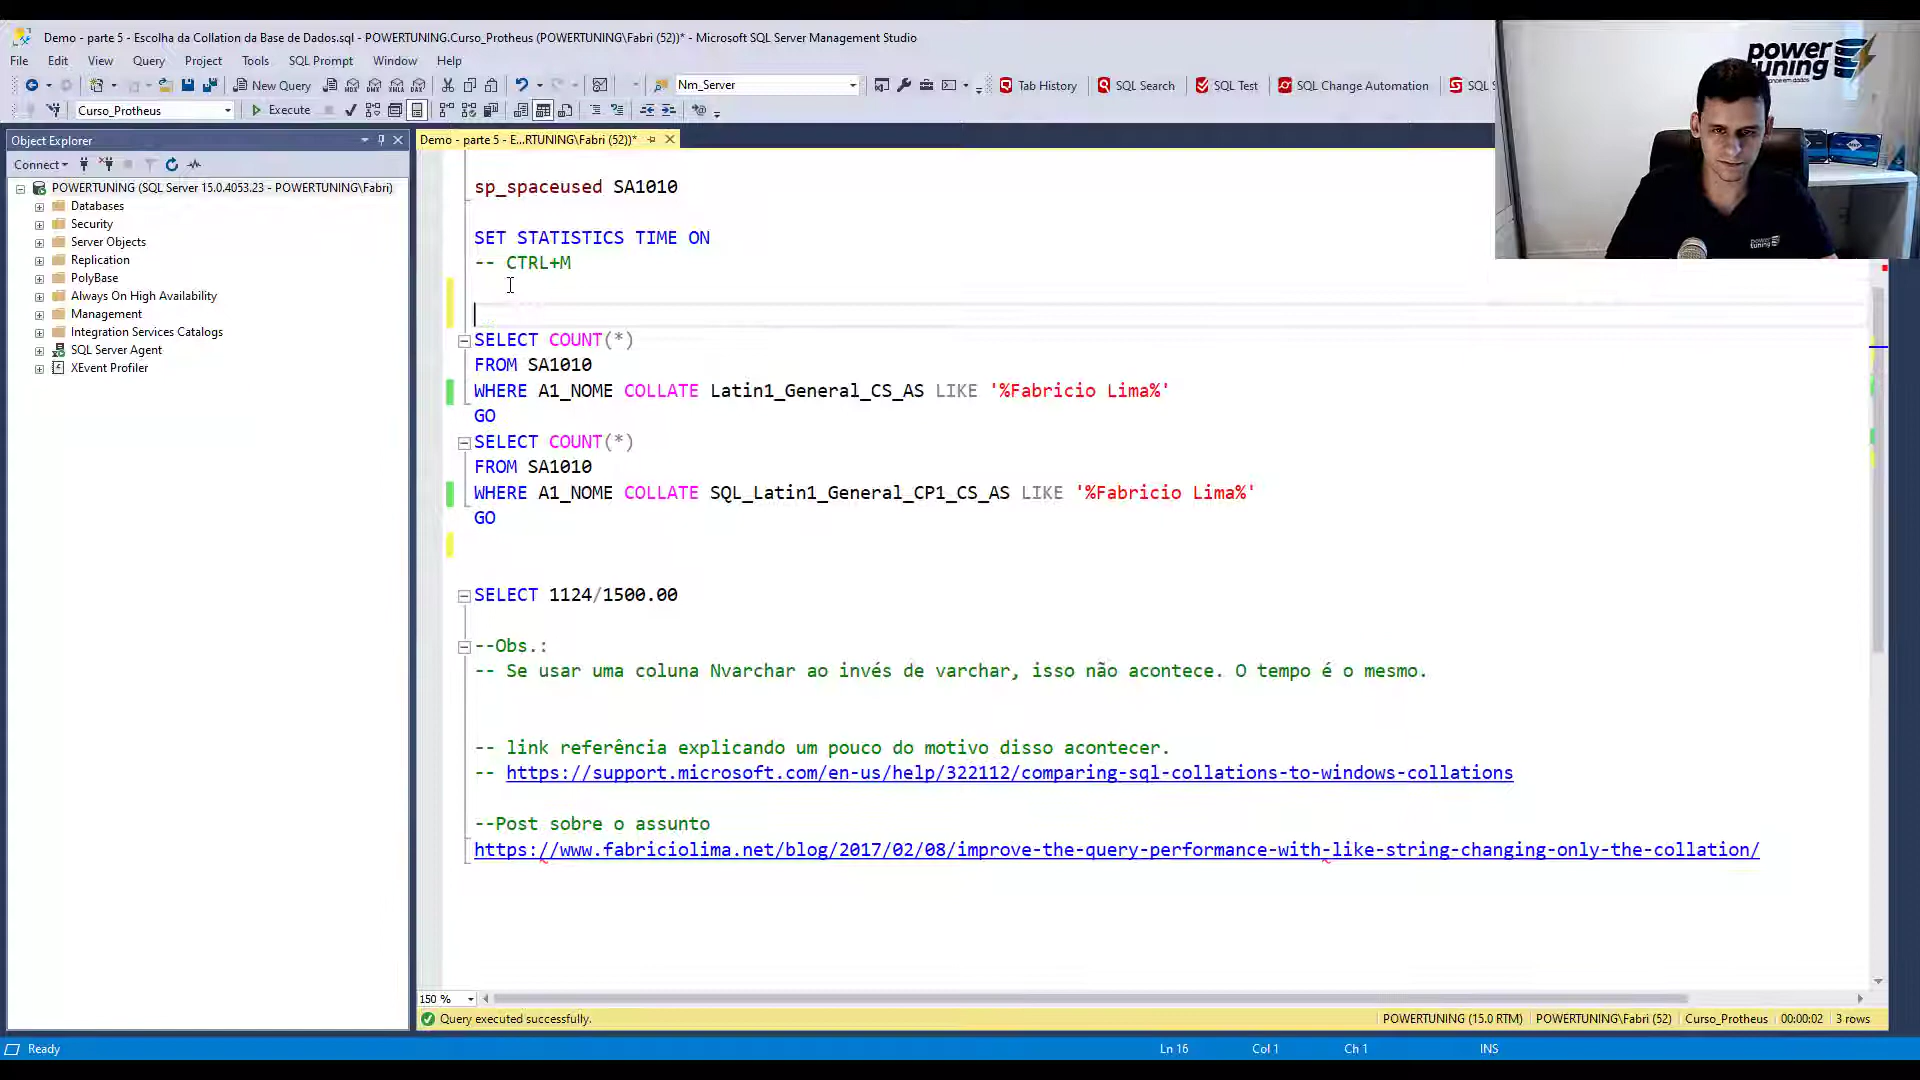 Demo - parte 5 - Escolha da Collation da Base de Dados.sql - POWERTUNING.Curso_Protheus (POWERTUNING\Fabri (52))* - Microsoft SQL Server Management Studio
File Edit View Query Project Tools SQL Prompt Window Help
New Query Nm_Server Tab History SQL Search SQL Test SQL Change Automation SQL S
Curso_Protheus Execute
Object Explorer
Connect
POWERTUNING (SQL Server 15.0.4053.23 - POWERTUNING\Fabri)
Databases
Security
Server Objects
Replication
PolyBase
Always On High Availability
Management
Integration Services Catalogs
SQL Server Agent
XEvent Profiler
Demo - parte 5 - E...RTUNING\Fabri (52))*
sp_spaceused SA1010
SET STATISTICS TIME ON
-- CTRL+M
SELECT COUNT(*)
FROM SA1010
WHERE A1_NOME COLLATE Latin1_General_CS_AS LIKE '%Fabricio Lima%'
GO
SELECT COUNT(*)
FROM SA1010
WHERE A1_NOME COLLATE SQL_Latin1_General_CP1_CS_AS LIKE '%Fabricio Lima%'
GO
SELECT 1124/1500.00
--Obs.:
-- Se usar uma coluna Nvarchar ao invés de varchar, isso não acontece. O tempo é o mesmo.
-- link referência explicando um pouco do motivo disso acontecer.
-- https://support.microsoft.com/en-us/help/322112/comparing-sql-collations-to-windows-collations
--Post sobre o assunto
https://www.fabriciolima.net/blog/2017/02/08/improve-the-query-performance-with-like-string-changing-only-the-collation/
150 %
Query executed successfully. POWERTUNING (15.0 RTM) POWERTUNING\Fabri (52) Curso_Protheus 00:00:02 3 rows
Ready Ln 16 Col 1 Ch 1 INS
power
tuning
power
tuning